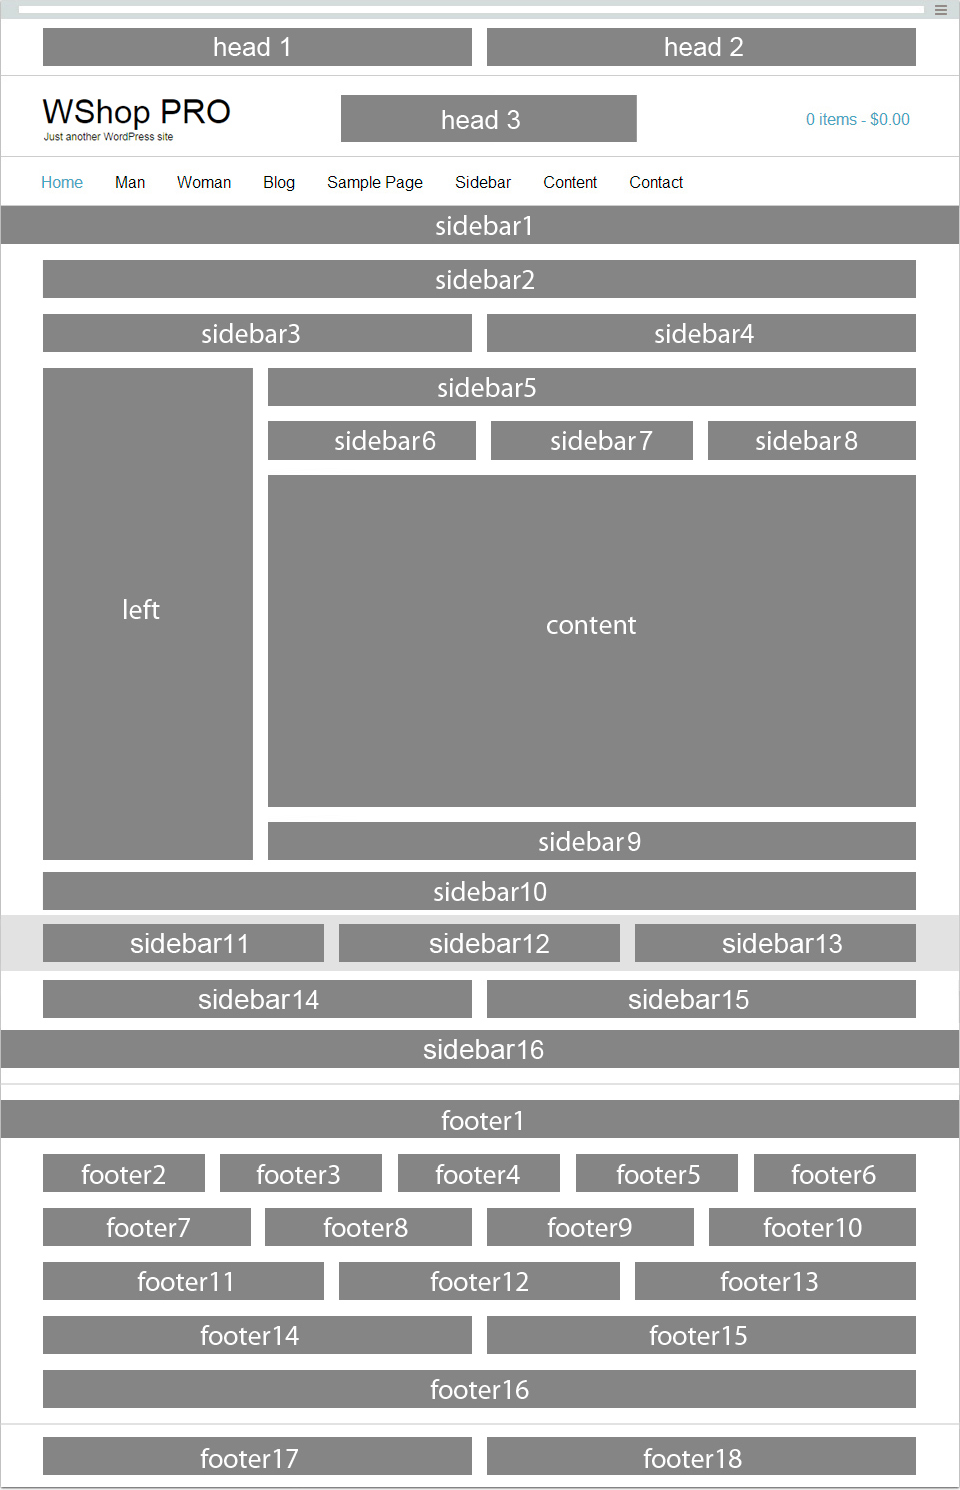 head 1 head 2
WShop PRO
Just another WordPress site
head 3
0 items - $0.00
Home Man Woman Blog Sample Page Sidebar Content Contact
sidebar1
sidebar2
sidebar3 sidebar4
left
sidebar5
sidebar6 sidebar7 sidebar8
content
sidebar9
sidebar10
sidebar11 sidebar12 sidebar13
sidebar14 sidebar15
sidebar16
footer1
footer2 footer3 footer4 footer5 footer6
footer7 footer8 footer9 footer10
footer11 footer12 footer13
footer14 footer15
footer16
footer17 footer18